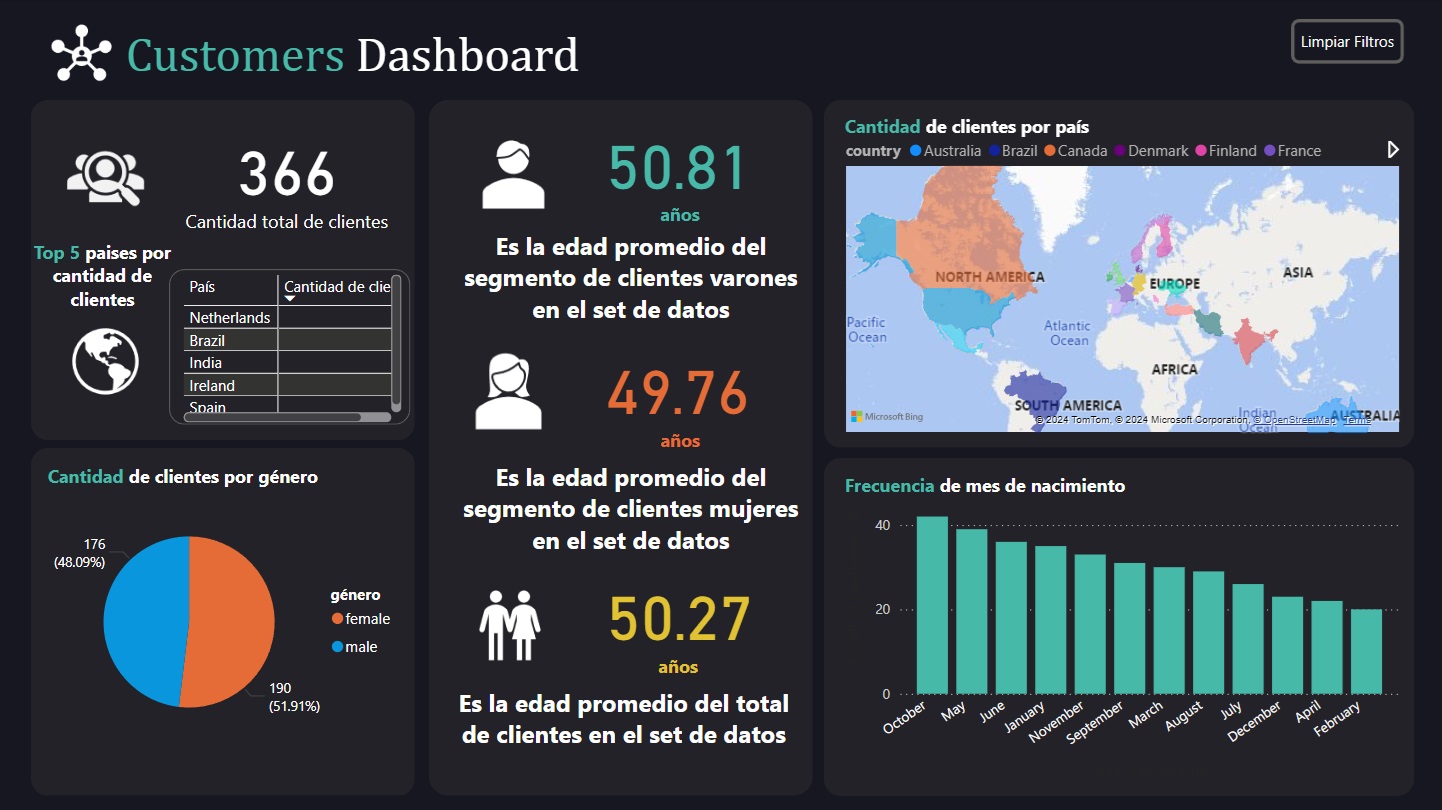 Customers Dashboard
Limpiar Filtros
366
Cantidad total de clientes
Top 5 paises por
cantidad de
clientes
País
Cantidad de clie
Netherlands
Brazil
India
Ireland
Spain
Cantidad de clientes por género
176
(48.09%)
190
(51.91%)
género
female
male
50.81
años
Es la edad promedio del
segmento de clientes varones
en el set de datos
49.76
años
Es la edad promedio del
segmento de clientes mujeres
en el set de datos
50.27
años
Es la edad promedio del total
de clientes en el set de datos
Cantidad de clientes por país
country Australia Brazil Canada Denmark Finland France
NORTH AMERICA
EUROPE
ASIA
Pacific
Ocean
Atlantic
Ocean
AFRICA
SOUTH AMERICA
Indian
Ocean
AUSTRALIA
Microsoft Bing
© 2024 TomTom, © 2024 Microsoft Corporation, © OpenStreetMap Terms
Frecuencia de mes de nacimiento
40
20
0
October
May
June
January
November
September
March
August
July
December
April
February